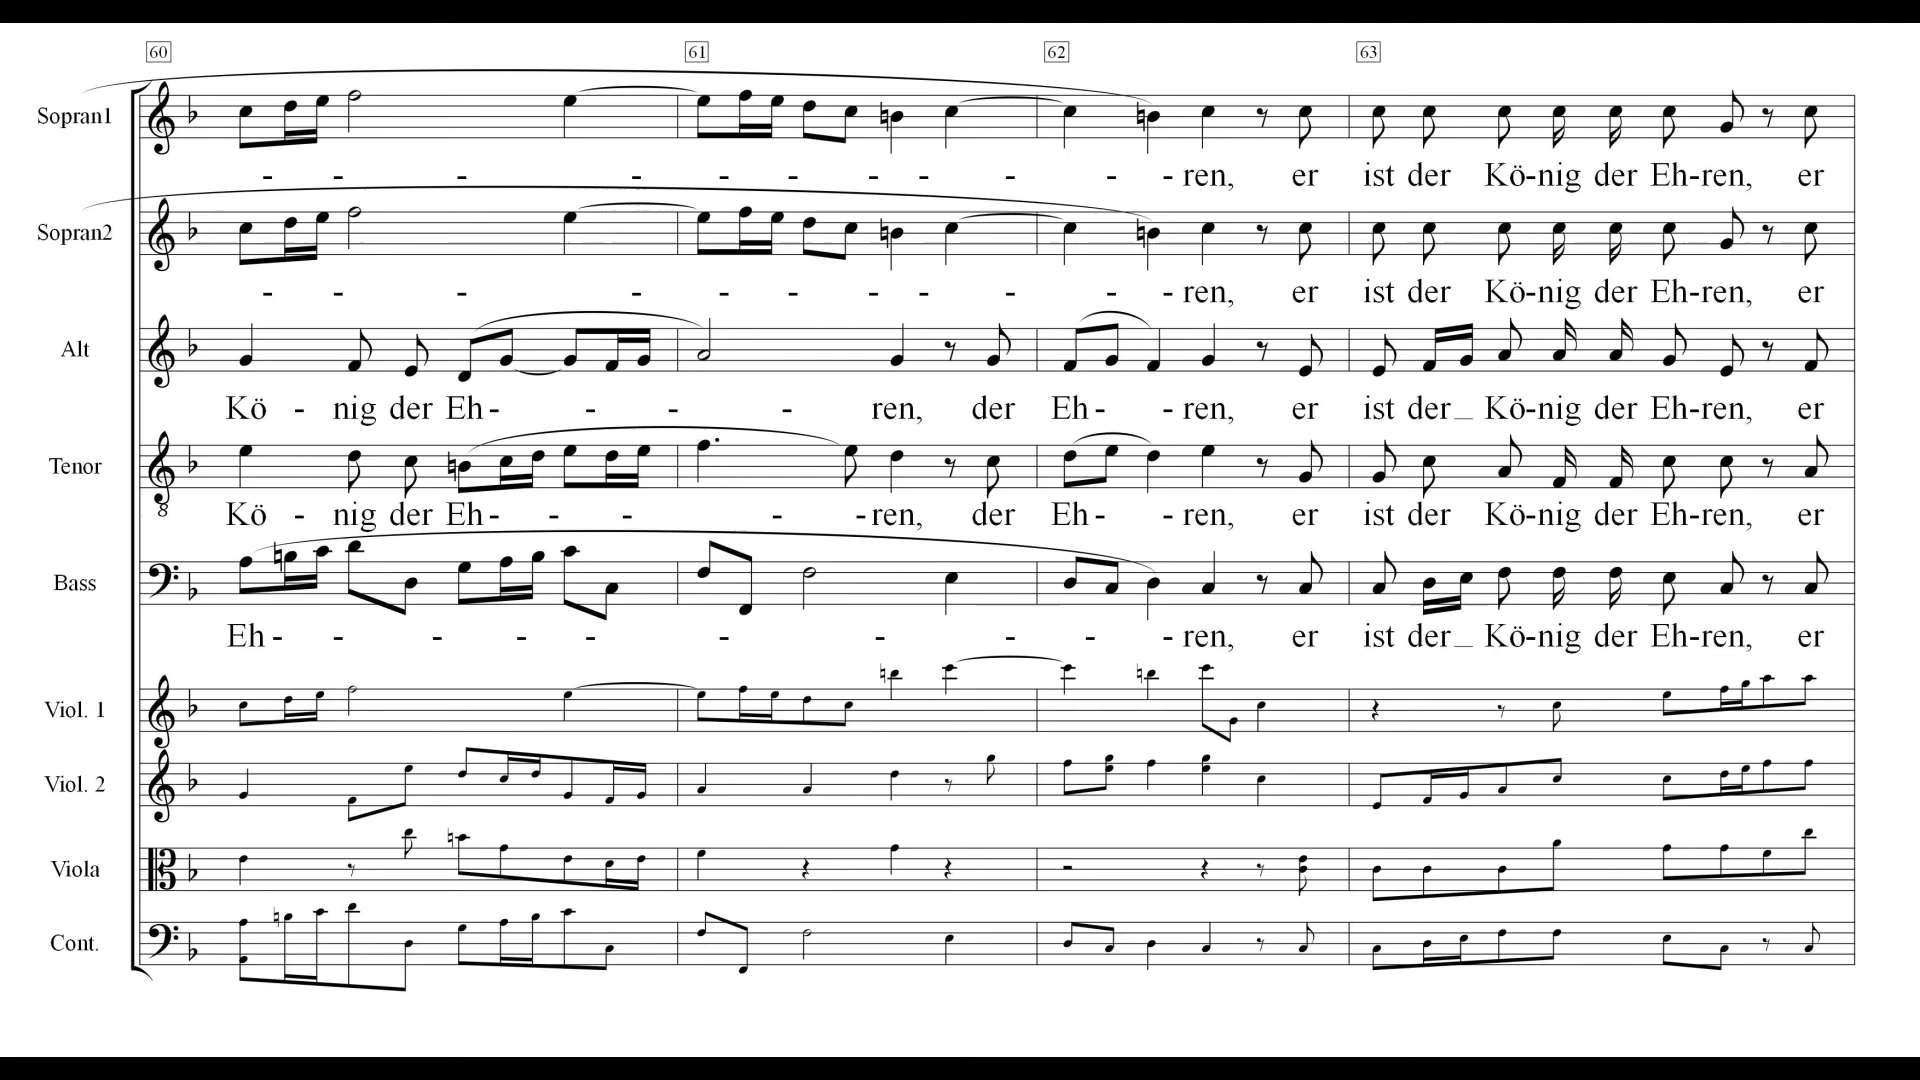 60 61 62 63
Sopran1
- - - - - - - - - - - ren, er ist der Kö-nig der Eh-ren, er
Sopran2
- - - - - - - - - - - ren, er ist der Kö-nig der Eh-ren, er
Alt
Kö - nig der Eh - - - - ren, der Eh - - ren, er ist der_ Kö-nig der Eh-ren, er
Tenor
8
Kö - nig der Eh - - - - - ren, der Eh - - ren, er ist der Kö-nig der Eh-ren, er
Bass
Eh - - - - - - - - - - ren, er ist der_ Kö-nig der Eh-ren, er
Viol. 1
Viol. 2
Viola
Cont.